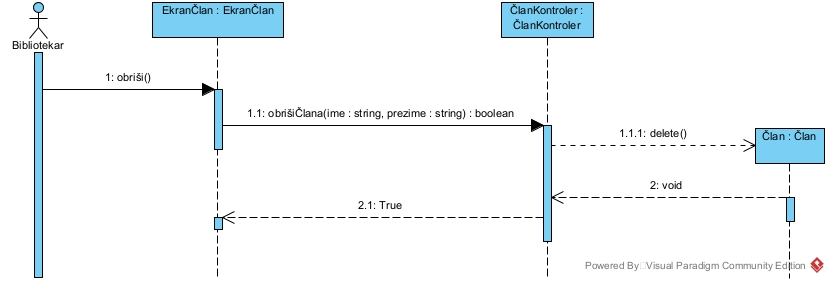 EkranČlan : EkranČlan
ČlanKontroler :
ČlanKontroler
Bibliotekar
1: obriši()
1.1: obrišiČlana(ime : string, prezime : string) : boolean
1.1.1: delete()
Član : Član
2: void
2.1: True
Powered By Visual Paradigm Community Edition